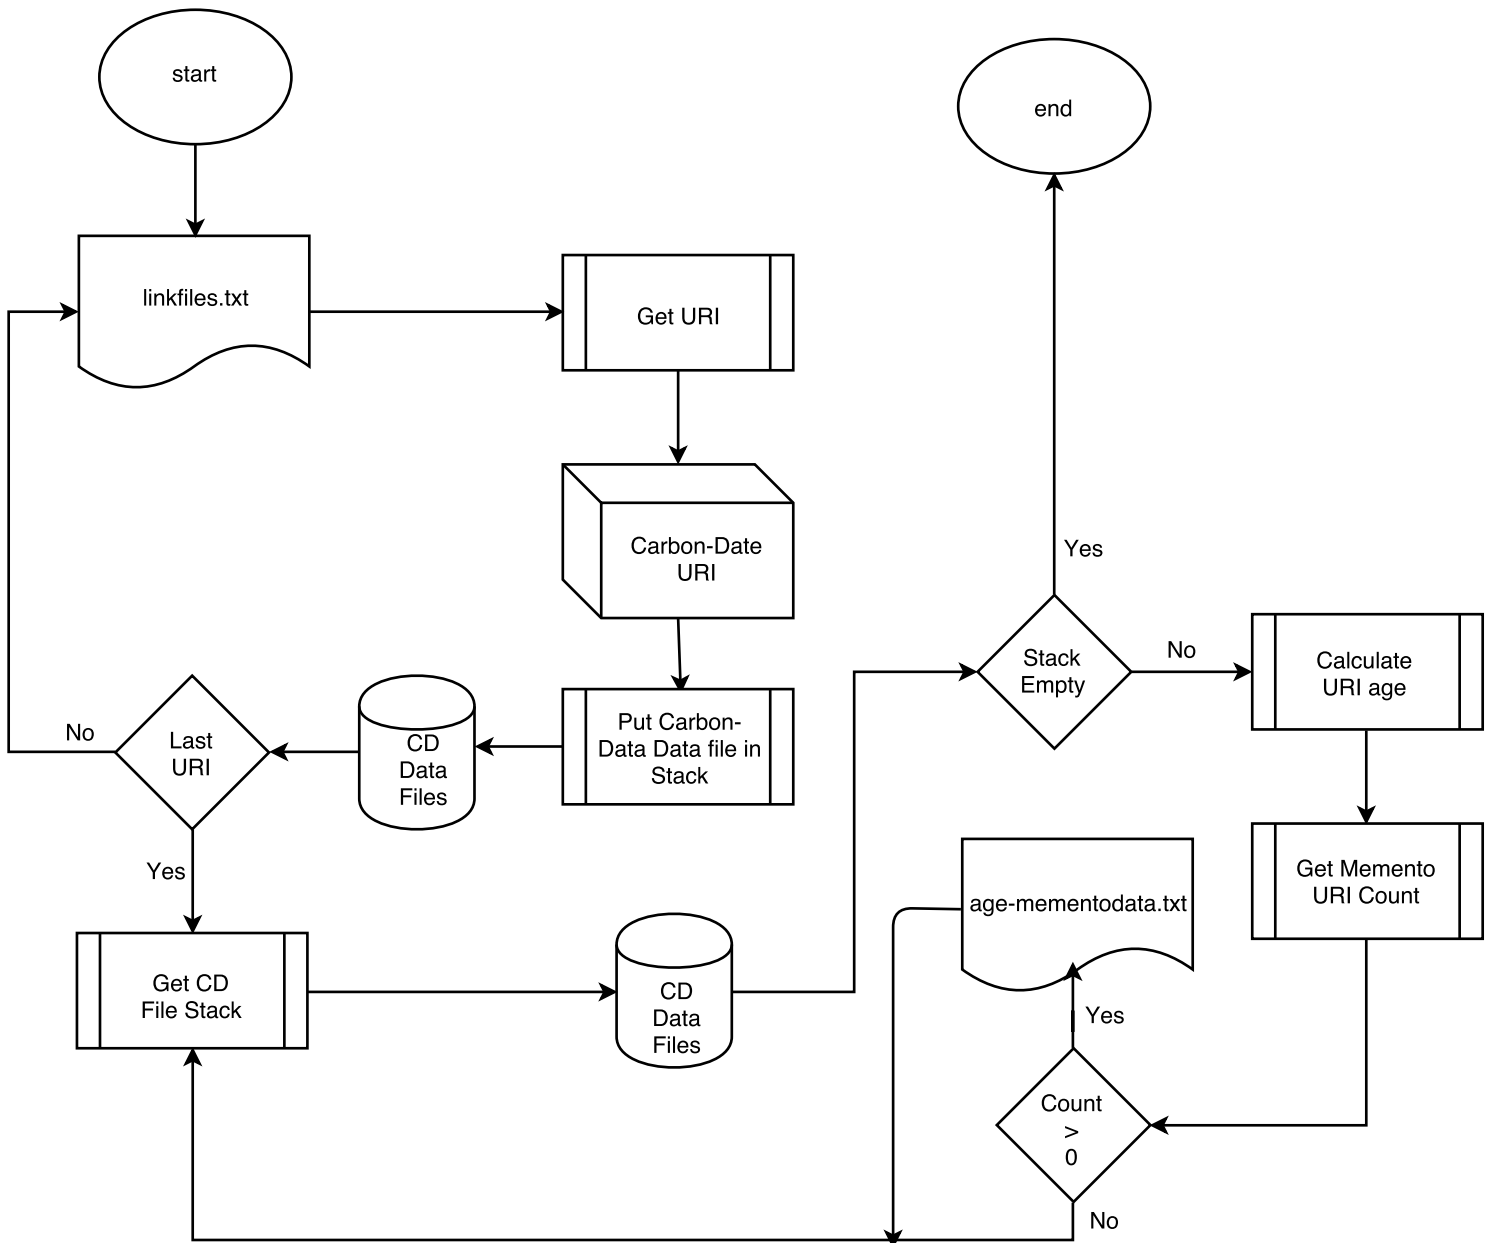 start
end
linkfiles.txt
Get URI
Carbon-Date
URI
Yes
Stack
Empty
No
Calculate
URI age
No
Last
URI
CD
Data
Files
Put Carbon-
Data Data file in
Stack
Yes
Get CD
File Stack
CD
Data
Files
age-mementodata.txt
Get Memento
URI Count
Yes
Count
>
0
No